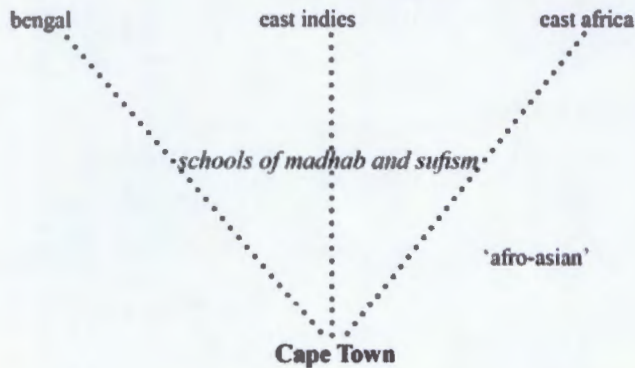 bengal east indies east africa
schools of madhab and sufism
'afro-asian'
Cape Town